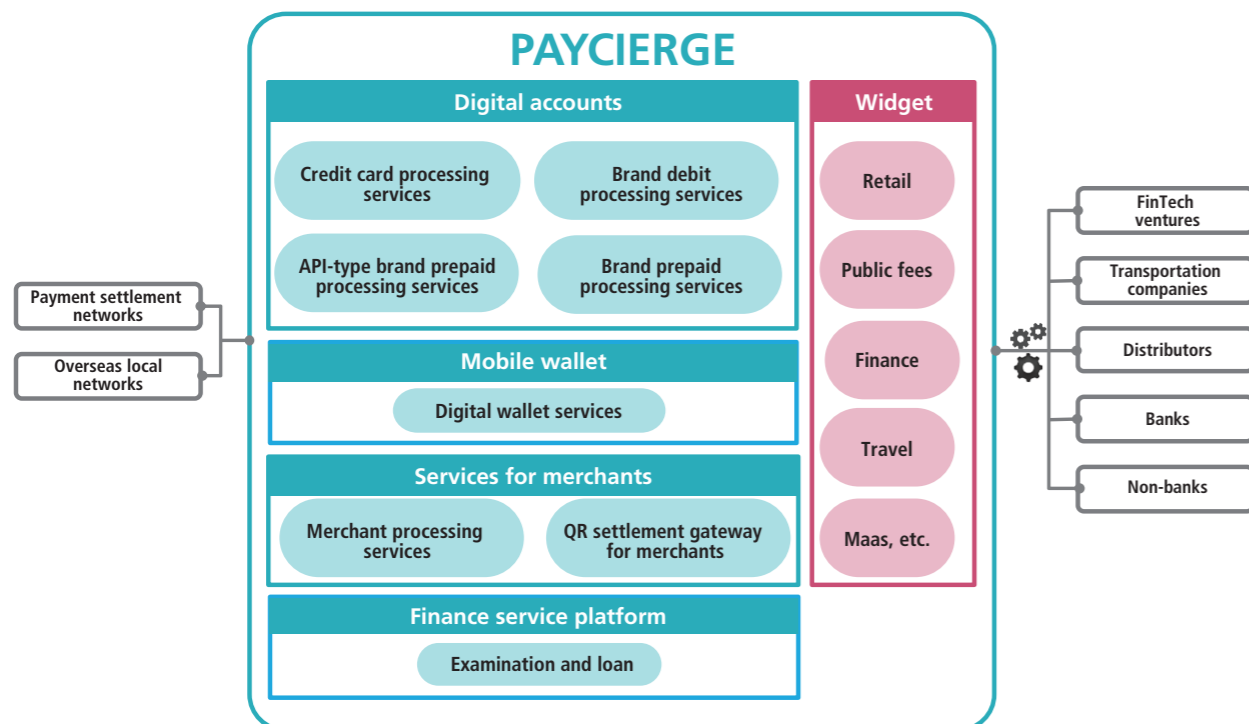 PAYCIERGE
Digital accounts
Credit card processing
services
Brand debit
processing services
API-type brand prepaid
processing services
Brand prepaid
processing services
Mobile wallet
Digital wallet services
Services for merchants
Merchant processing
services
QR settlement gateway
for merchants
Finance service platform
Examination and loan
Widget
Retail
Public fees
Finance
Travel
Maas, etc.
Payment settlement
networks
Overseas local
networks
FinTech
ventures
Transportation
companies
Distributors
Banks
Non-banks